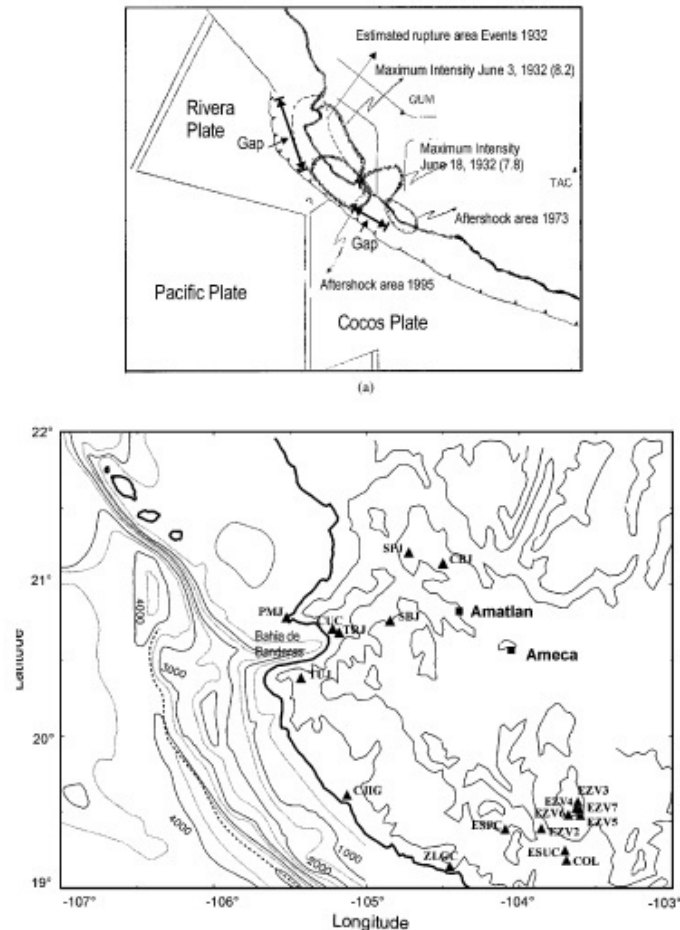 Estimated rupture area Events 1932
Maximum Intensity June 3, 1932 (8.2)
Rivera
Plate
GUM
Gap
Maximum Intensity
June 18, 1932 (7.8)
TAC
Aftershock area 1973
Gap
Aftershock area 1995
Pacific Plate
Cocos Plate
(a)
22°
21°
20°
19°
Latitude
SPJ
CBJ
4000
PMJ
CUC
TRJ
SBJ
Amatlan
Bahia de
Banderas
Ameca
3000
CJIG
EZV3
EZV4
EZV7
EZV6
EZV5
ESPC
EZV2
1000
2000
4000
ZLGC
ESUC
COL
-107°
-106°
-105°
-104°
-103°
Longitude